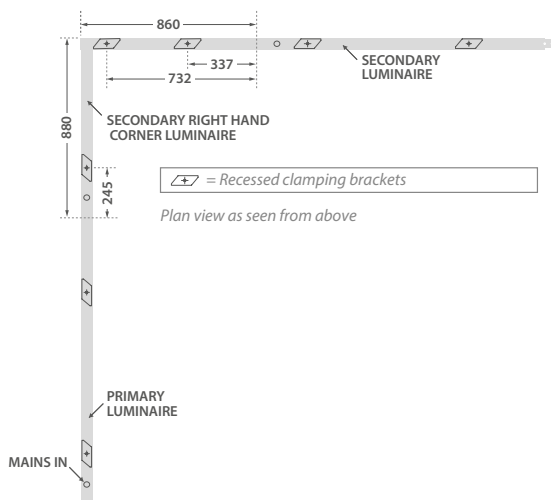 860
337
732
SECONDARY
LUMINAIRE
880
SECONDARY RIGHT HAND
CORNER LUMINAIRE
245
= Recessed clamping brackets
Plan view as seen from above
PRIMARY
LUMINAIRE
MAINS IN